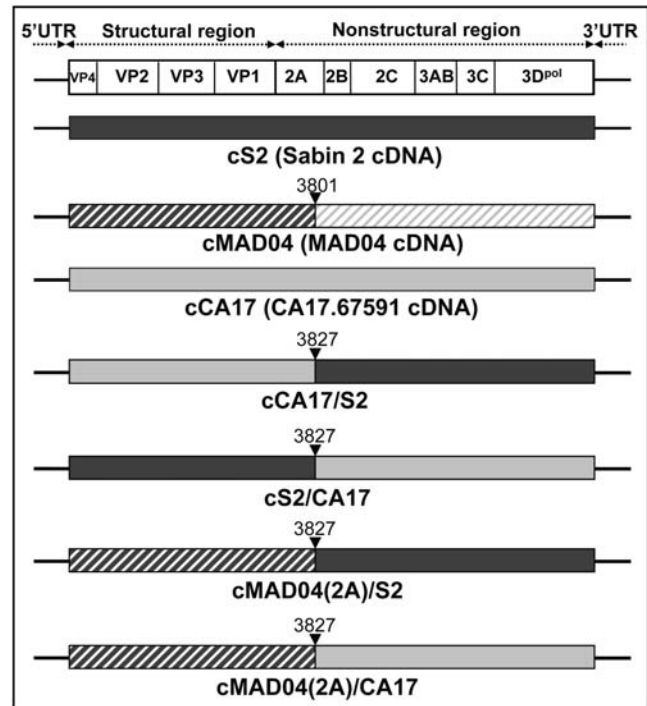 5'UTR Structural region Nonstructural region 3'UTR
VP4 VP2 VP3 VP1 2A 2B 2C 3AB 3C 3Dpol
cS2 (Sabin 2 cDNA)
3801
cMAD04 (MAD04 cDNA)
cCA17 (CA17.67591 cDNA)
3827
cCA17/S2
3827
cS2/CA17
3827
cMAD04(2A)/S2
3827
cMAD04(2A)/CA17